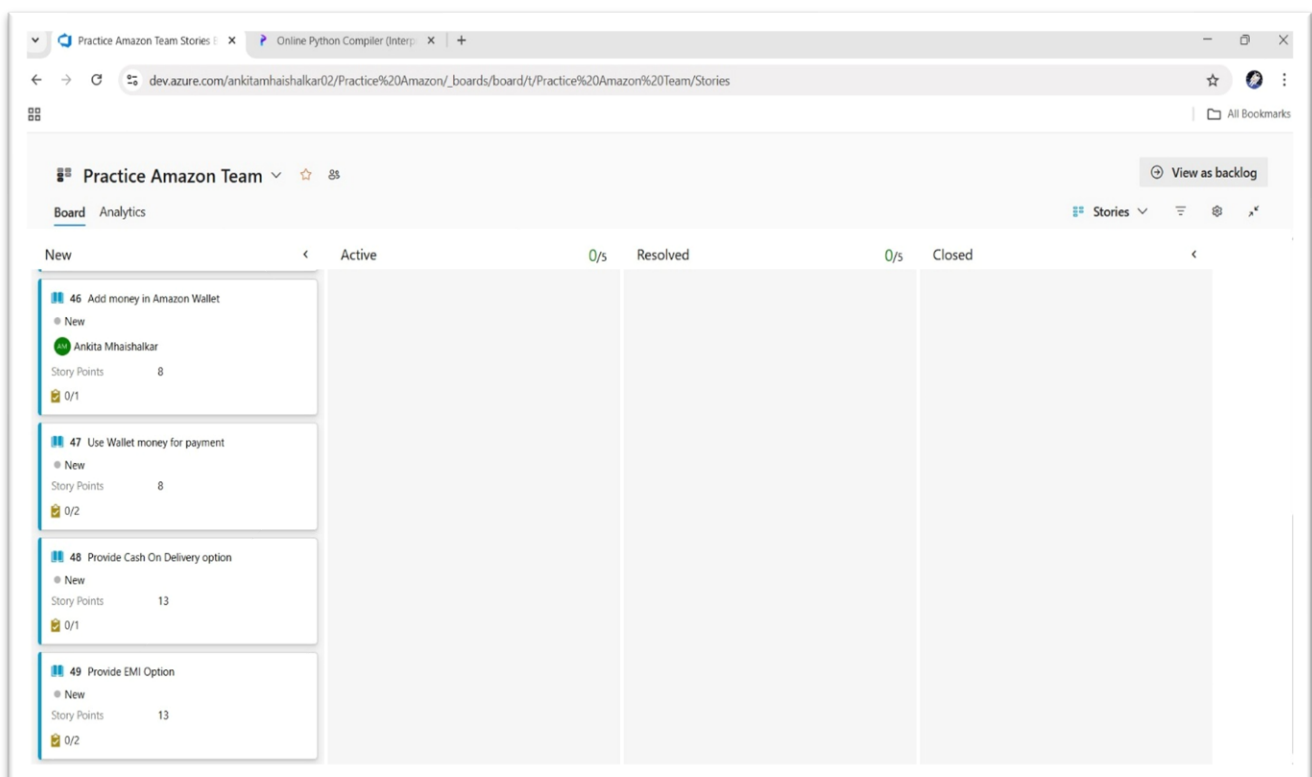 Practice Amazon Team Stories
Online Python Compiler (Interp
dev.azure.com/ankitamhaishalkar02/Practice%20Amazon/_boards/board/t/Practice%20Amazon%20Team/Stories
All Bookmarks
Practice Amazon Team
View as backlog
Board Analytics
Stories
New
Active 0/5
Resolved 0/5
Closed
46 Add money in Amazon Wallet
New
AM Ankita Mhaishalkar
Story Points 8
0/1
47 Use Wallet money for payment
New
Story Points 8
0/2
48 Provide Cash On Delivery option
New
Story Points 13
0/1
49 Provide EMI Option
New
Story Points 13
0/2